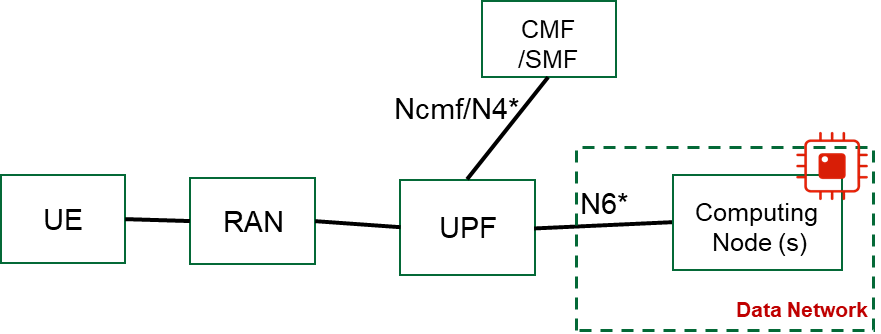 CMF
/SMF
Ncmf/N4*
UE
RAN
UPF
N6*
Computing
Node (s)
Data Network